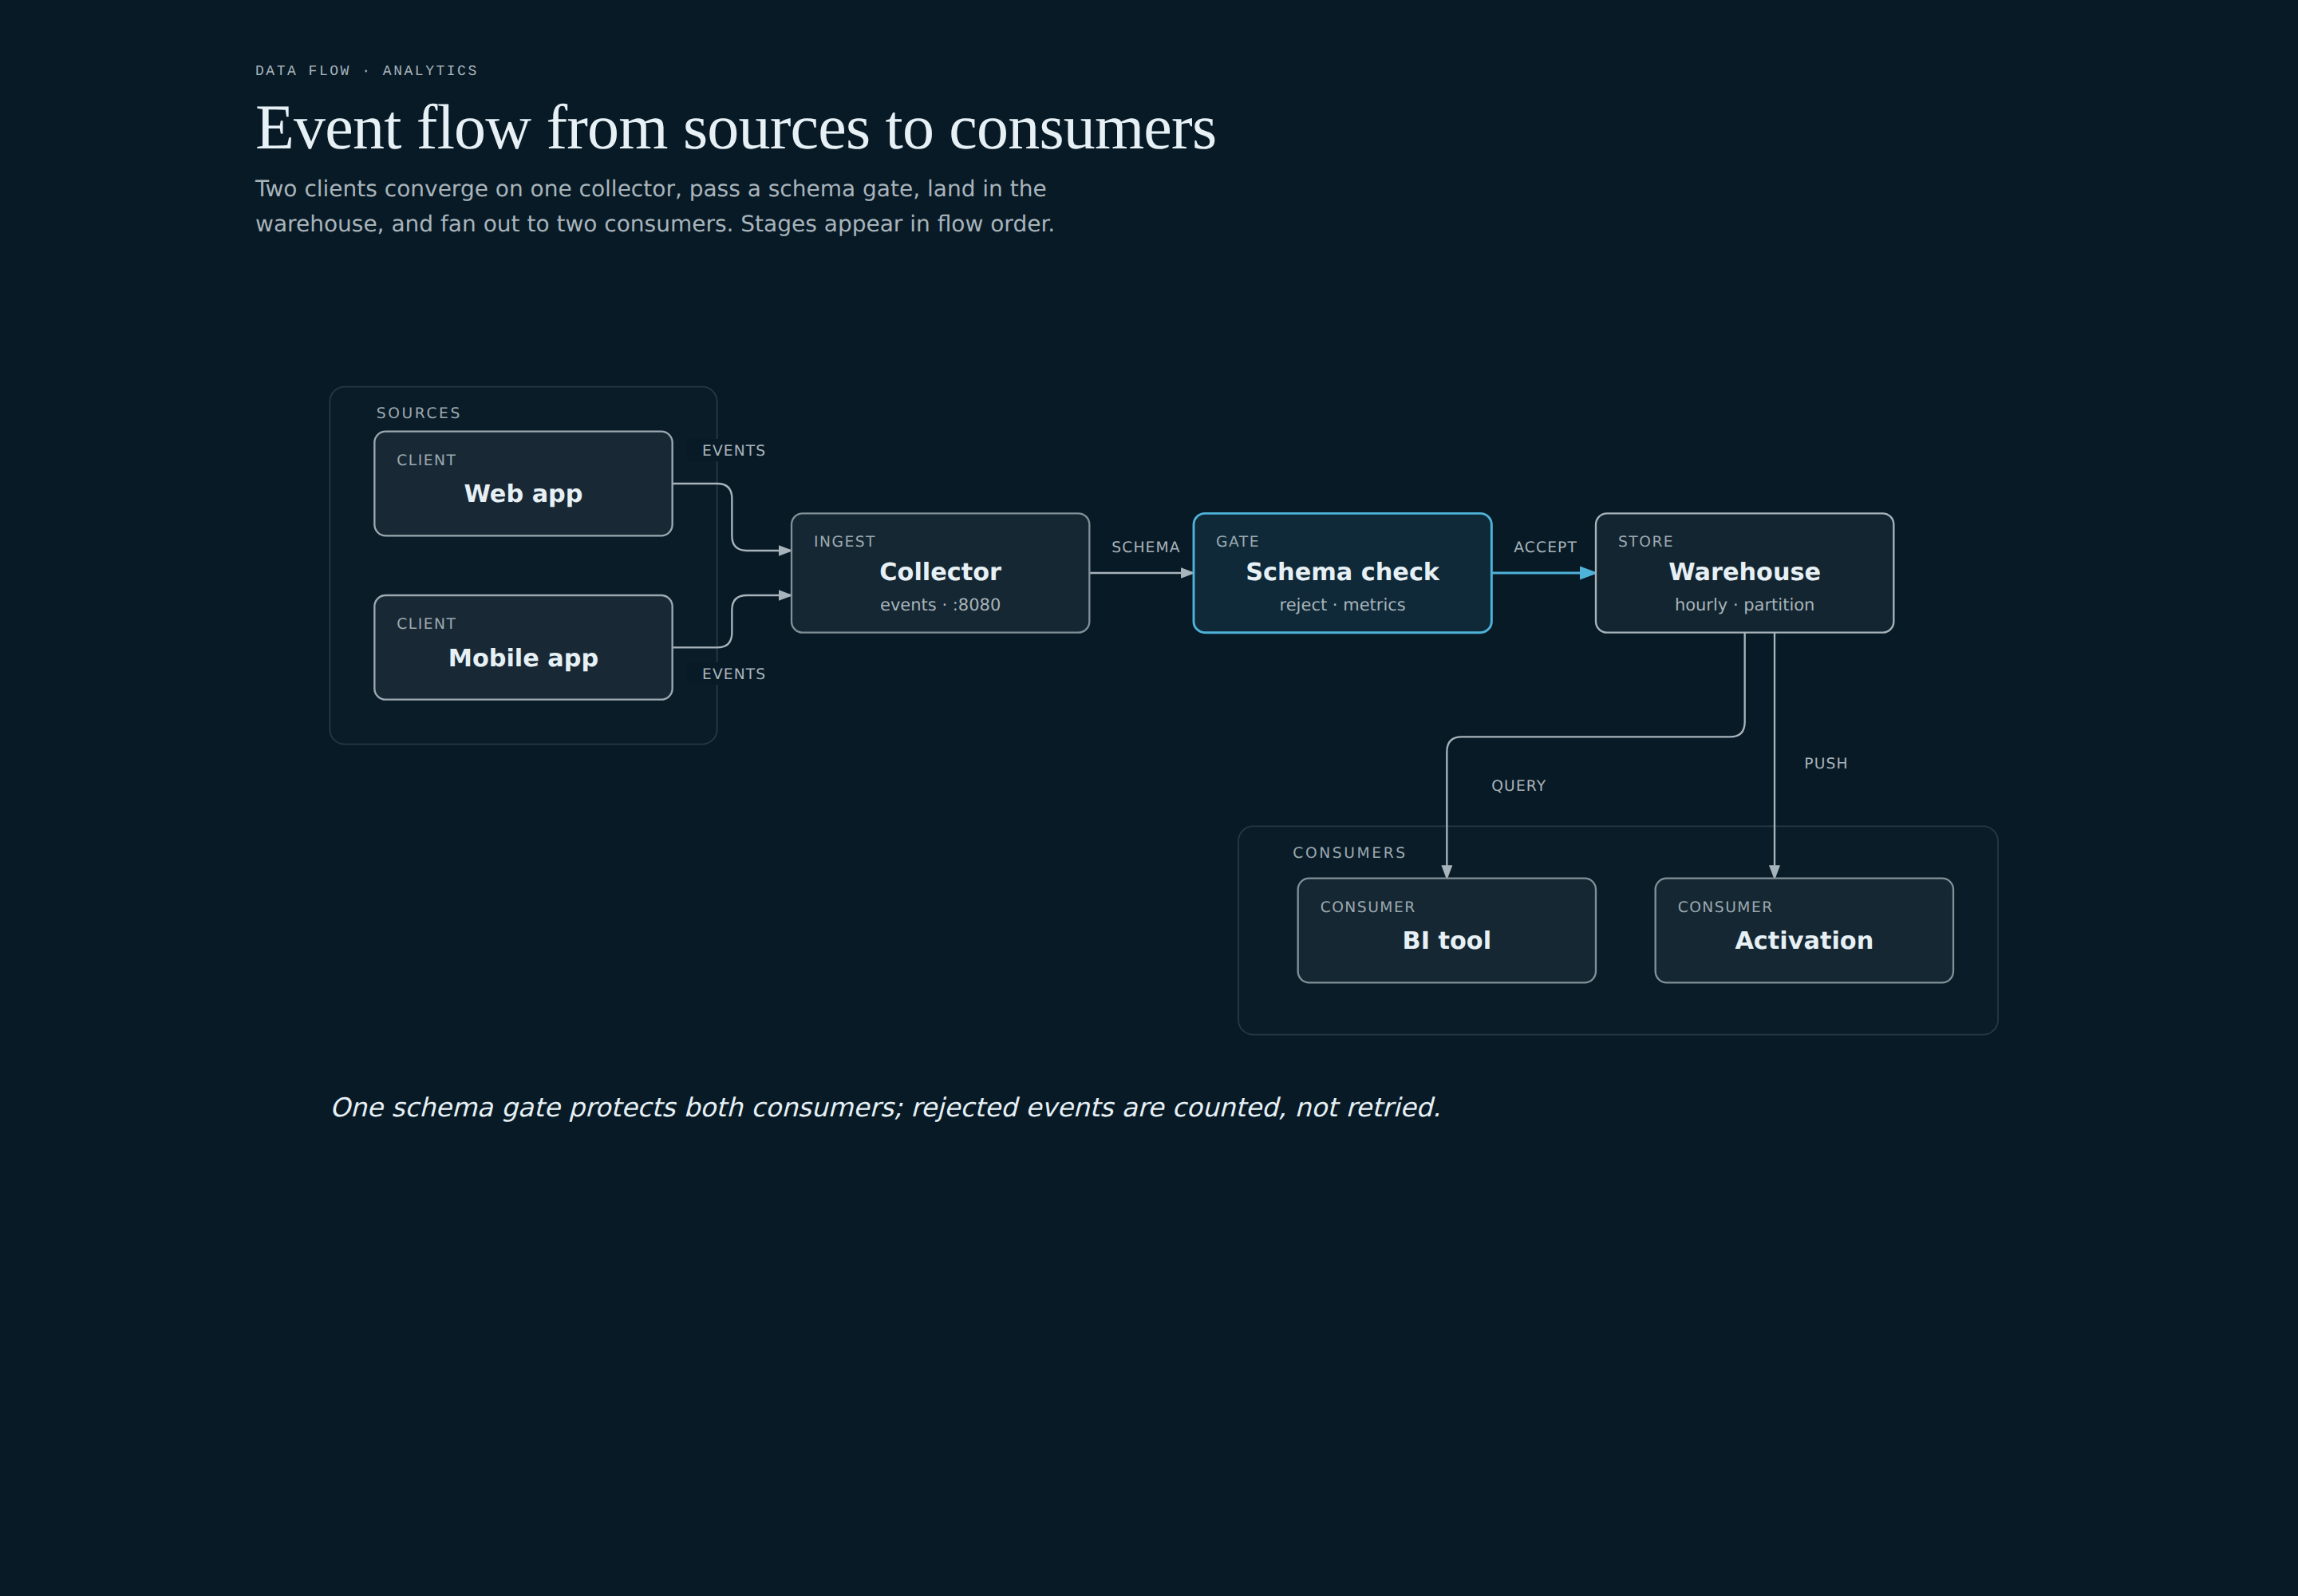 DATA FLOW · ANALYTICS
Event flow from sources to consumers
Two clients converge on one collector, pass a schema gate, land in the
warehouse, and fan out to two consumers. Stages appear in flow order.
SOURCES
CLIENT
Web app
EVENTS
CLIENT
Mobile app
EVENTS
INGEST
Collector
events · :8080
SCHEMA
GATE
Schema check
reject · metrics
ACCEPT
STORE
Warehouse
hourly · partition
QUERY
PUSH
CONSUMERS
CONSUMER
BI tool
CONSUMER
Activation
One schema gate protects both consumers; rejected events are counted, not retried.